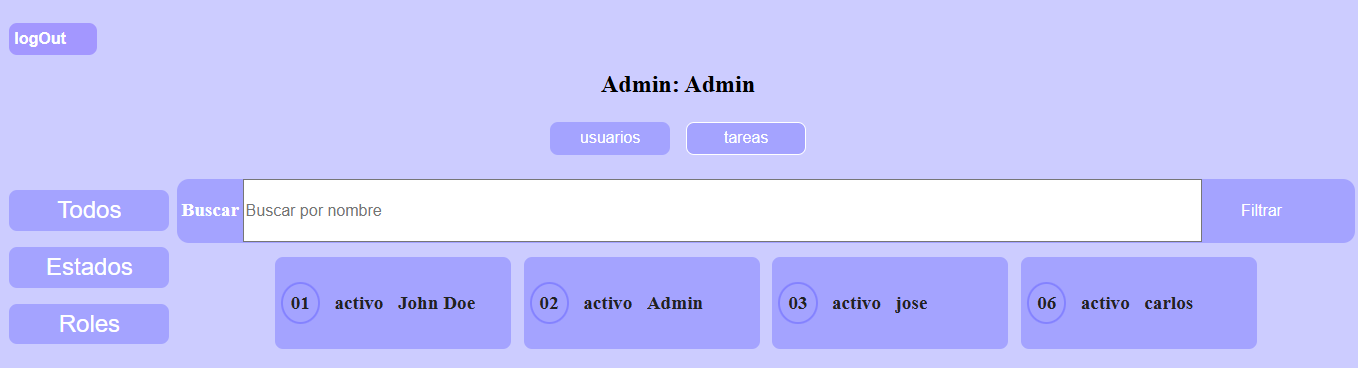 logOut
Admin: Admin
usuarios tareas
Todos
Estados
Roles
Buscar Buscar por nombre Filtrar
01 activo John Doe
02 activo Admin
03 activo jose
06 activo carlos